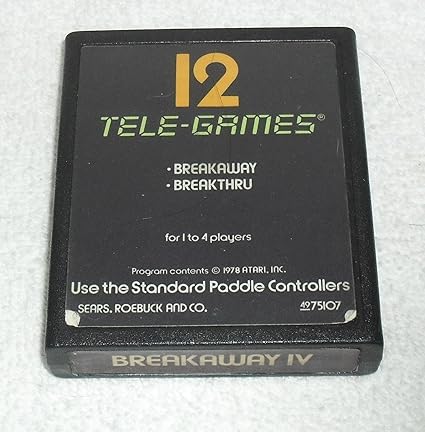 12
TELE-GAMES®
• BREAKAWAY
• BREAKTHRU
for 1 to 4 players
Program contents © 1978 ATARI, INC.
Use the Standard Paddle Controllers
SEARS, ROEBUCK AND CO. 4975107
BREAKAWAY IV